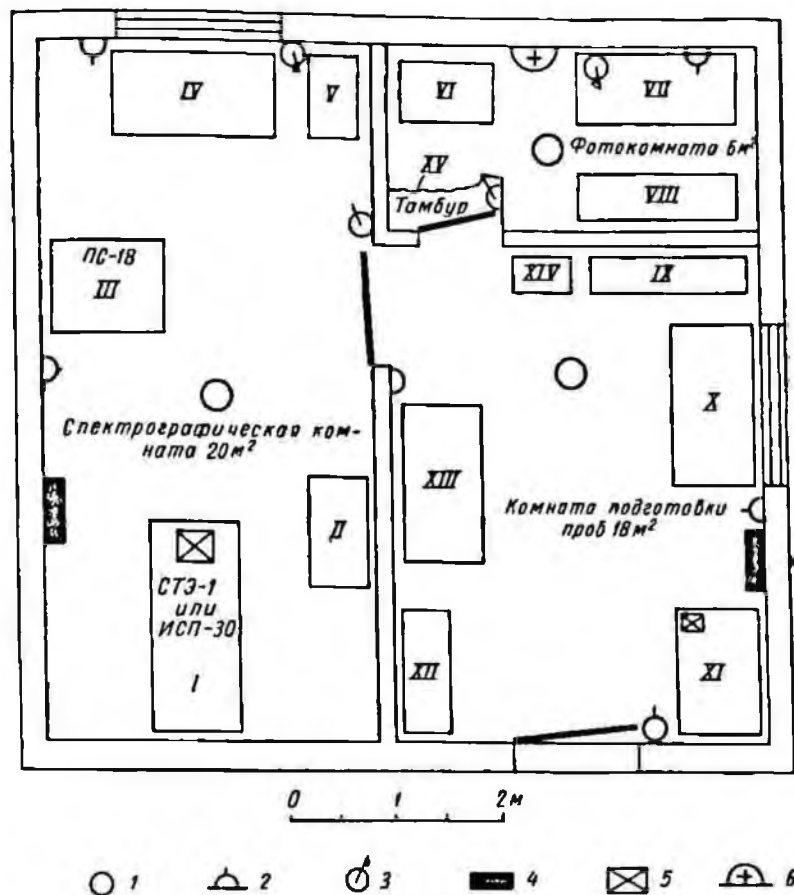 IV
V
VI
VII
Фотокомната 6м²
XV
Тамбур
VIII
ПС-18
III
XIV
IX
X
Спектрографическая ком-
ната 20м²
XIII
II
Комната подготовки
проб 18м²
СТЭ-1
или
ИСП-30
I
XII
XI
0 1 2м
1 2 3 4 5 6